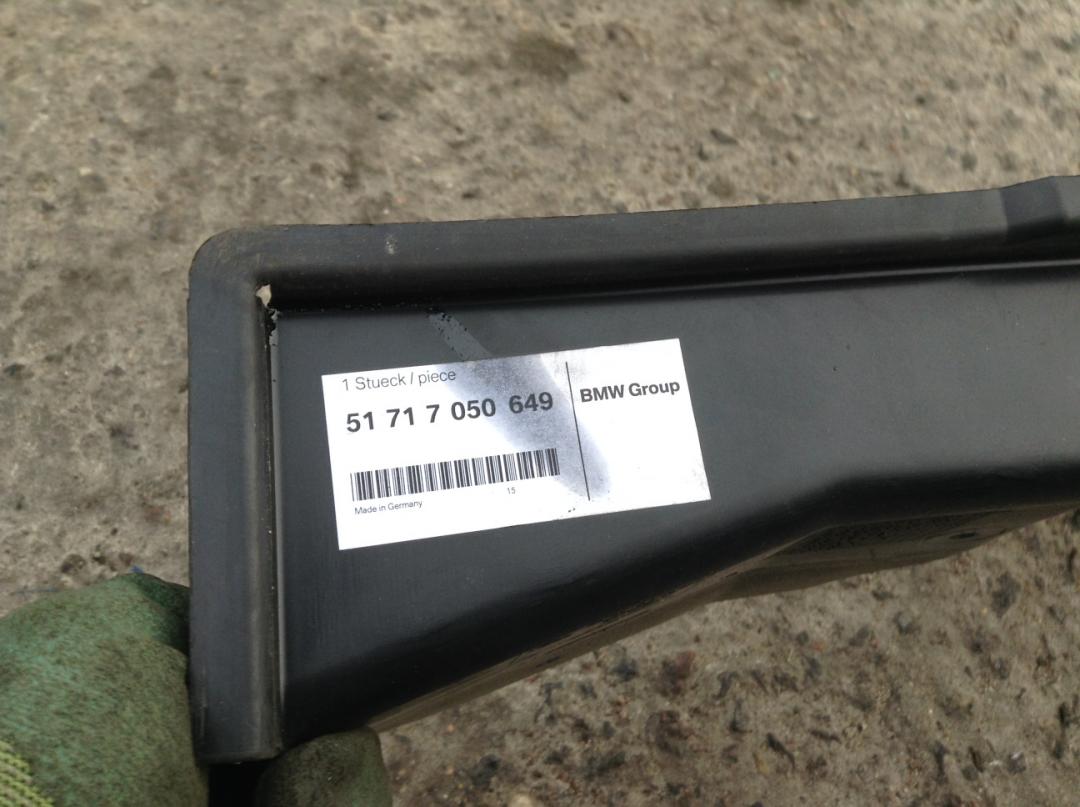 1 Stueck / piece
51 71 7 050 649
BMW Group
Made in Germany
15